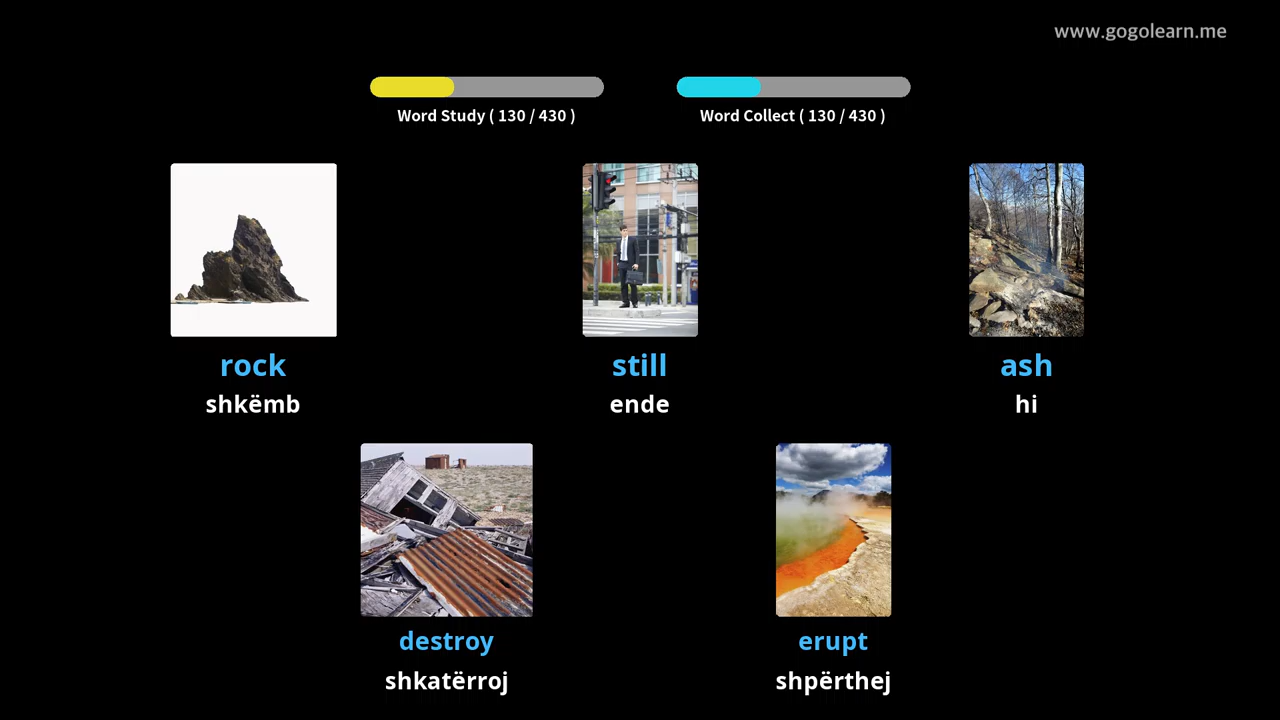 www.gogolearn.me
Word Study ( 130 / 430 )
Word Collect ( 130 / 430 )
rock
shkëmb
still
ende
ash
hi
destroy
shkatërroj
erupt
shpërthej